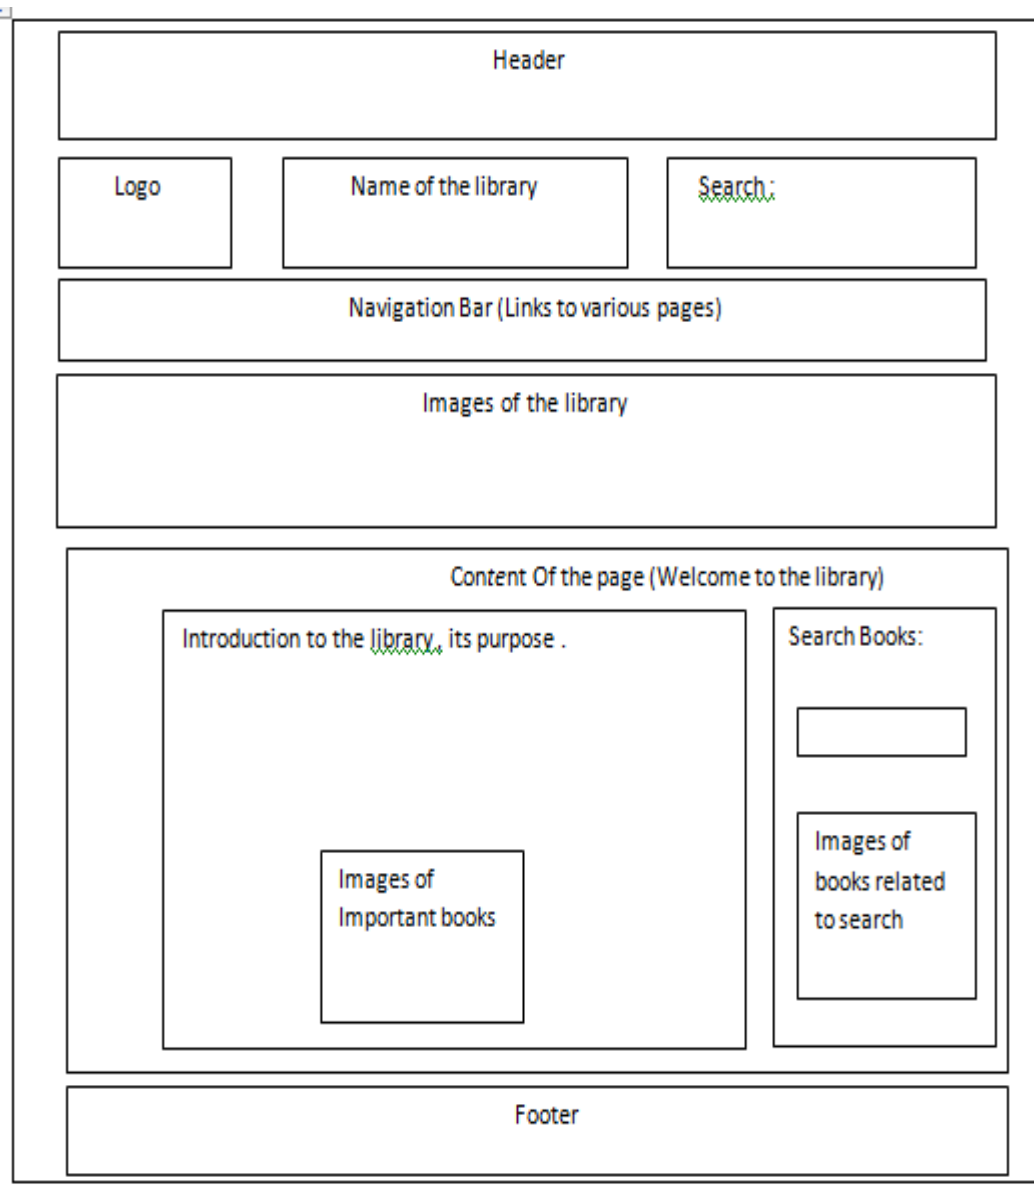 Header
Logo
Name of the library
Search :
Navigation Bar (Links to various pages)
Images of the library
Content Of the page (Welcome to the library)
Introduction to the library , its purpose .
Search Books:
Images of
Important books
Images of
books related
to search
Footer